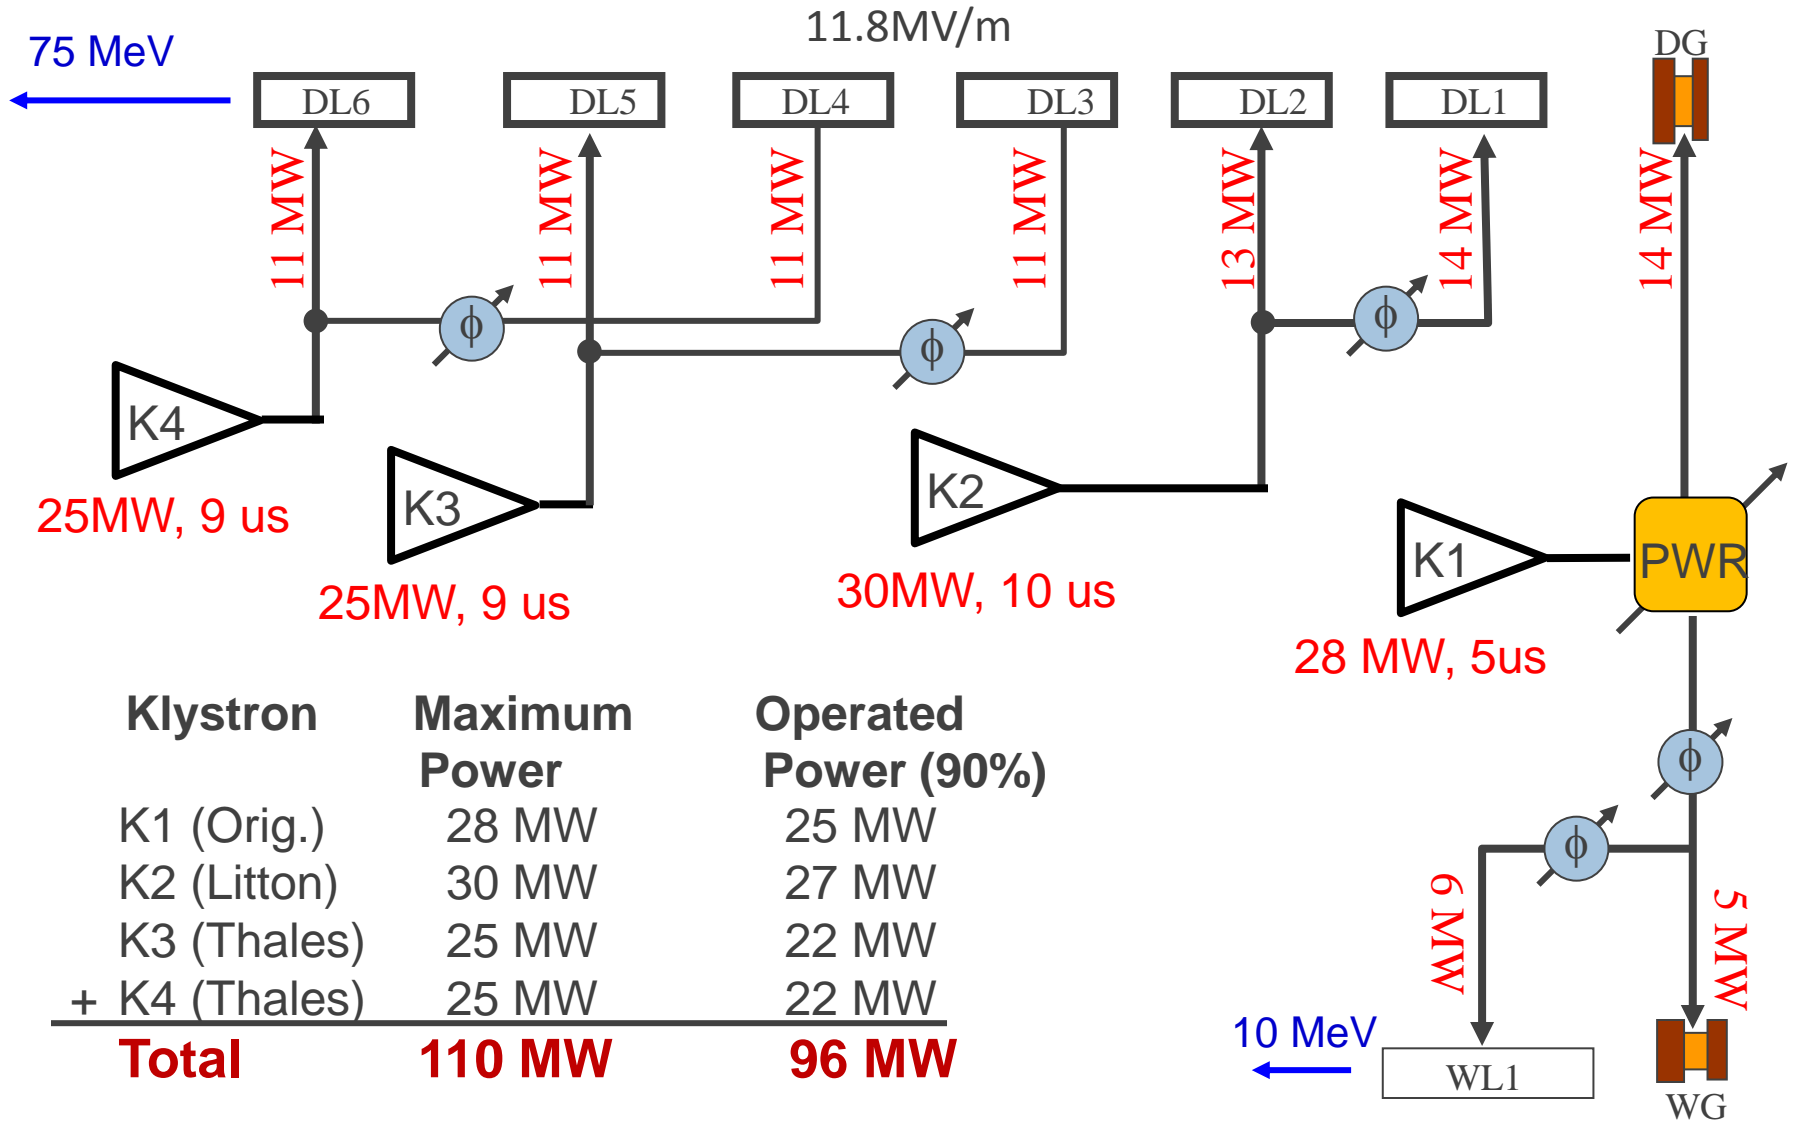 11.8MV/m
75 MeV
DG
DL6
DL5
DL4
DL3
DL2
DL1
11 MW
11 MW
11 MW
11 MW
13 MW
14 MW
14 MW
ϕ
ϕ
ϕ
K4
K3
K2
K1
PWR
25MW, 9 us
25MW, 9 us
30MW, 10 us
28 MW, 5us
Klystron Maximum Power Operated Power (90%)
K1 (Orig.) 28 MW 25 MW
K2 (Litton) 30 MW 27 MW
K3 (Thales) 25 MW 22 MW
+ K4 (Thales) 25 MW 22 MW
Total 110 MW 96 MW
ϕ
ϕ
6 MW
5 MW
10 MeV
WL1
WG